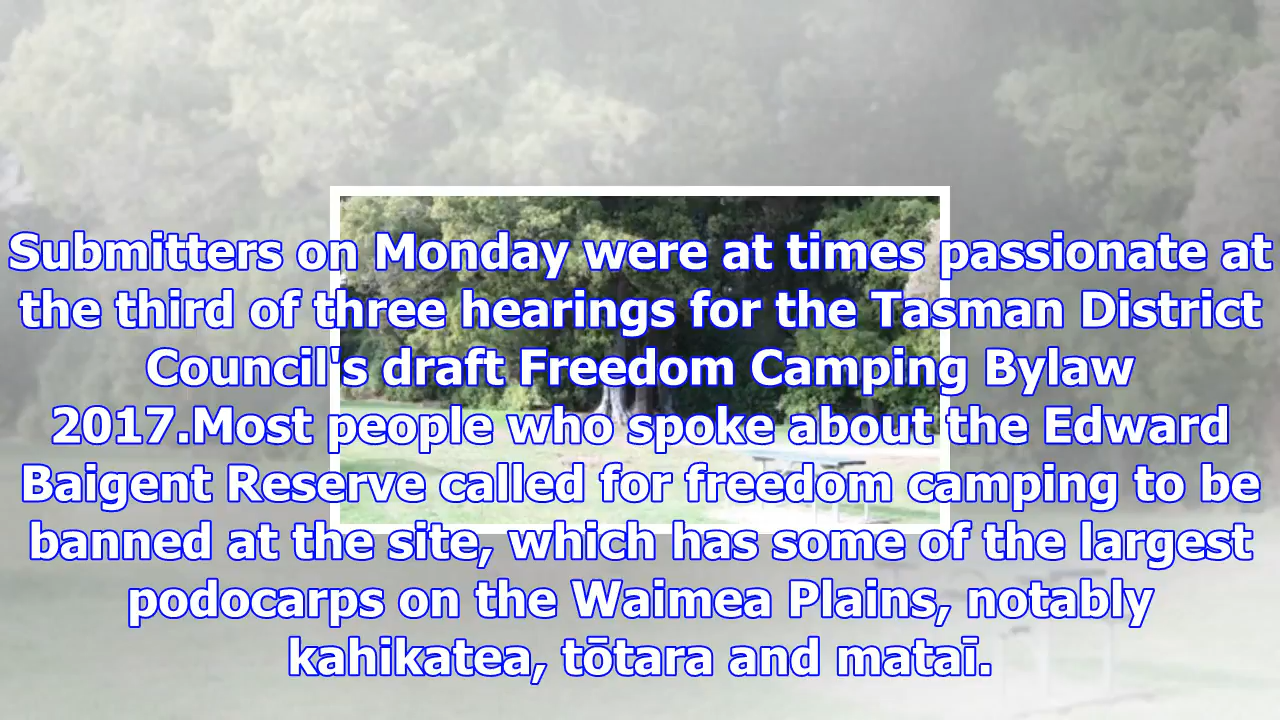 Submitters on Monday were at times passionate at
the third of three hearings for the Tasman District
Council's draft Freedom Camping Bylaw
2017.Most people who spoke about the Edward
Baigent Reserve called for freedom camping to be
banned at the site, which has some of the largest
podocarps on the Waimea Plains, notably
kahikatea, tōtara and mataī.